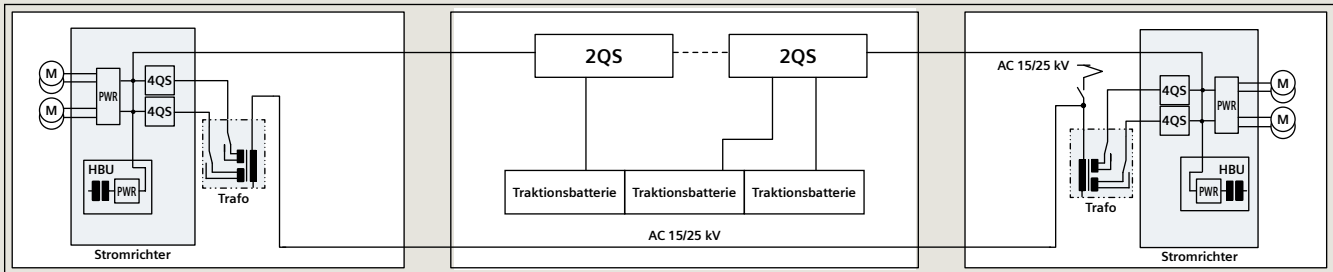 M
M
PWR
4QS
4QS
HBU
PWR
Trafo
Stromrichter
2QS
2QS
Traktionsbatterie
Traktionsbatterie
Traktionsbatterie
AC 15/25 kV
AC 15/25 kV
4QS
4QS
PWR
M
M
HBU
PWR
Trafo
Stromrichter